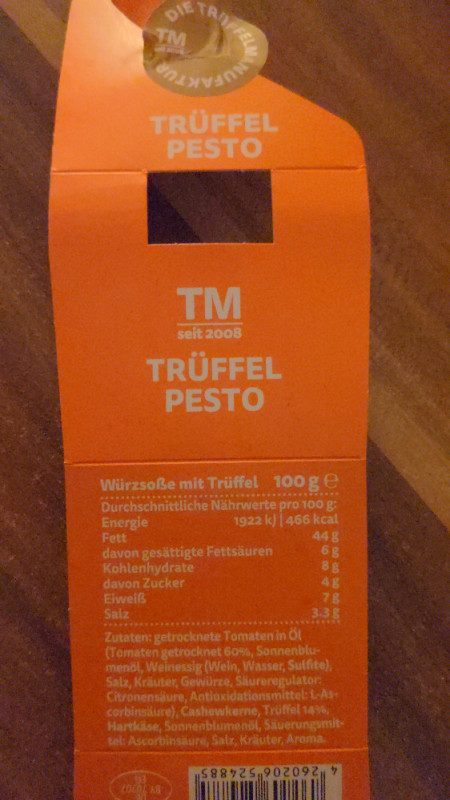 DIE TRÜFFELMANUFAKTUR
TM
TRÜFFEL
PESTO
TM
seit 2008
TRÜFFEL
PESTO
Würzsoße mit Trüffel 100 g ℮
Durchschnittliche Nährwerte pro 100 g:
Energie 1922 kJ | 466 kcal
Fett 44 g
davon gesättigte Fettsäuren 6 g
Kohlenhydrate 8 g
davon Zucker 4 g
Eiweiß 7 g
Salz 3.3 g
Zutaten: getrocknete Tomaten in Öl
(Tomaten getrocknet 60%, Sonnenblu-
menöl, Weinessig (Wein, Wasser, Sulfite),
Salz, Kräuter, Gewürze, Säureregulator:
Citronensäure, Antioxidationsmittel: L-As-
corbinsäure), Cashewkerne, Trüffel 14%,
Hartkäse, Sonnenblumenöl, Säuerungsmit-
tel: Ascorbinsäure, Salz, Kräuter, Aroma.
4 260206 524885